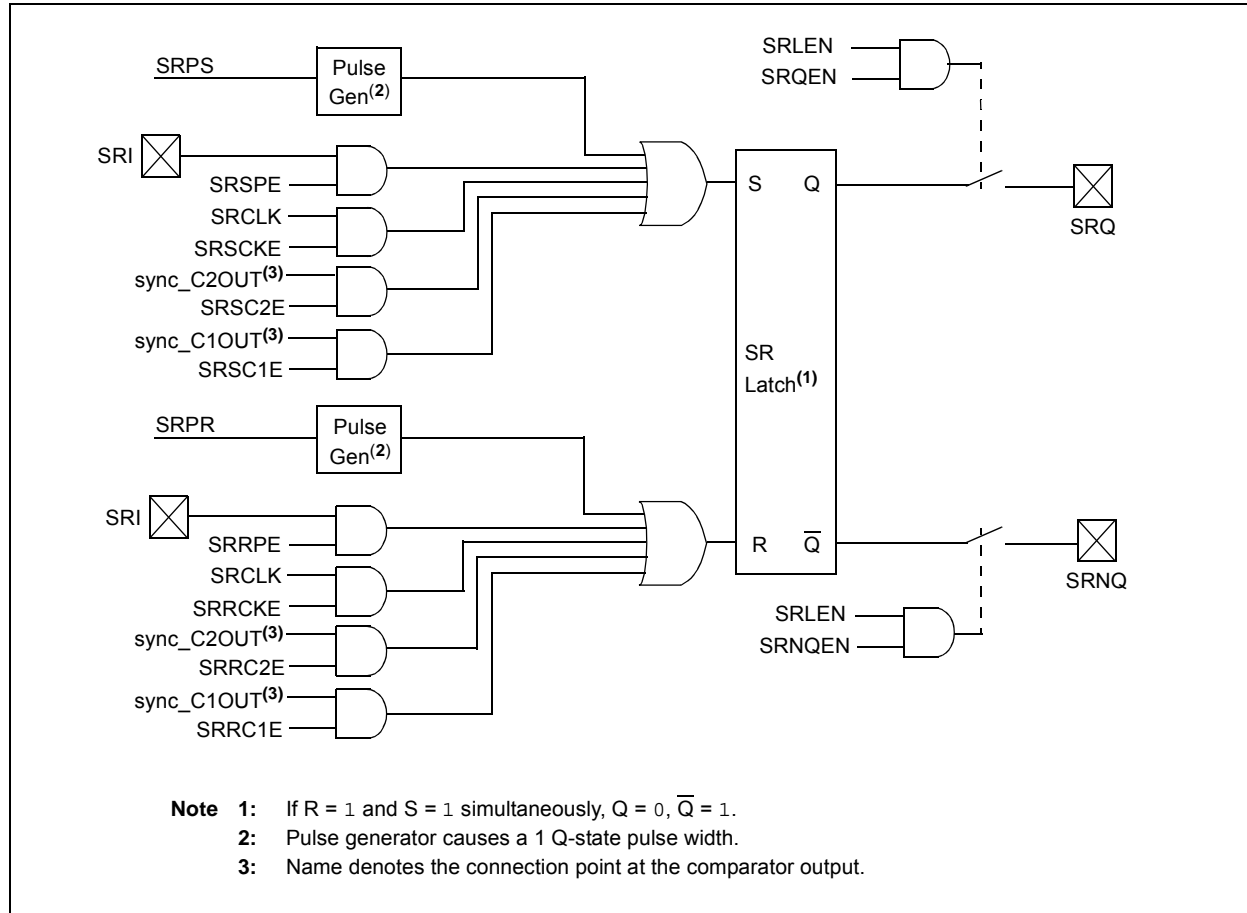 SRLEN
SRQEN
SRPS
Pulse
Gen(2)
SRI
SRSPE
SRCLK
SRSCKE
sync_C2OUT(3)
SRSC2E
sync_C1OUT(3)
SRSC1E
S Q
SRQ
SR
Latch(1)
SRPR
Pulse
Gen(2)
SRI
SRRPE
SRCLK
SRRCKE
sync_C2OUT(3)
SRRC2E
sync_C1OUT(3)
SRRC1E
R Q̅
SRNQ
SRLEN
SRNQEN
Note 1: If R = 1 and S = 1 simultaneously, Q = 0, Q̅ = 1.
2: Pulse generator causes a 1 Q-state pulse width.
3: Name denotes the connection point at the comparator output.